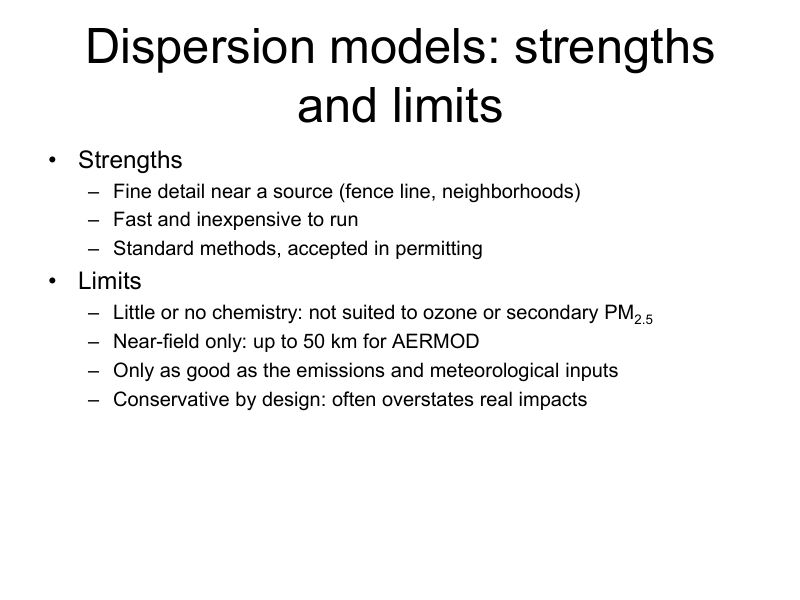 Dispersion models: strengths
and limits
• Strengths
– Fine detail near a source (fence line, neighborhoods)
– Fast and inexpensive to run
– Standard methods, accepted in permitting
• Limits
– Little or no chemistry: not suited to ozone or secondary PM2.5
– Near-field only: up to 50 km for AERMOD
– Only as good as the emissions and meteorological inputs
– Conservative by design: often overstates real impacts